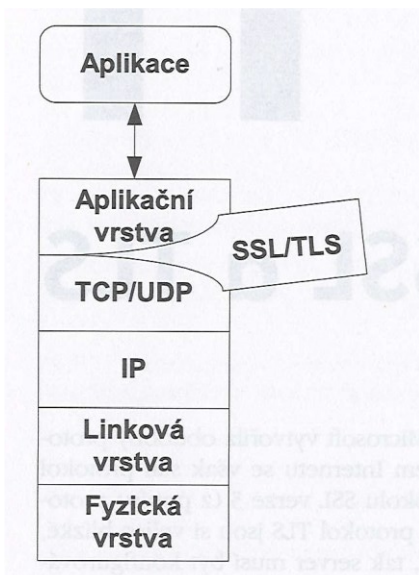 Aplikace
Aplikační
vrstva
SSL/TLS
TCP/UDP
IP
Linková
vrstva
Fyzická
vrstva